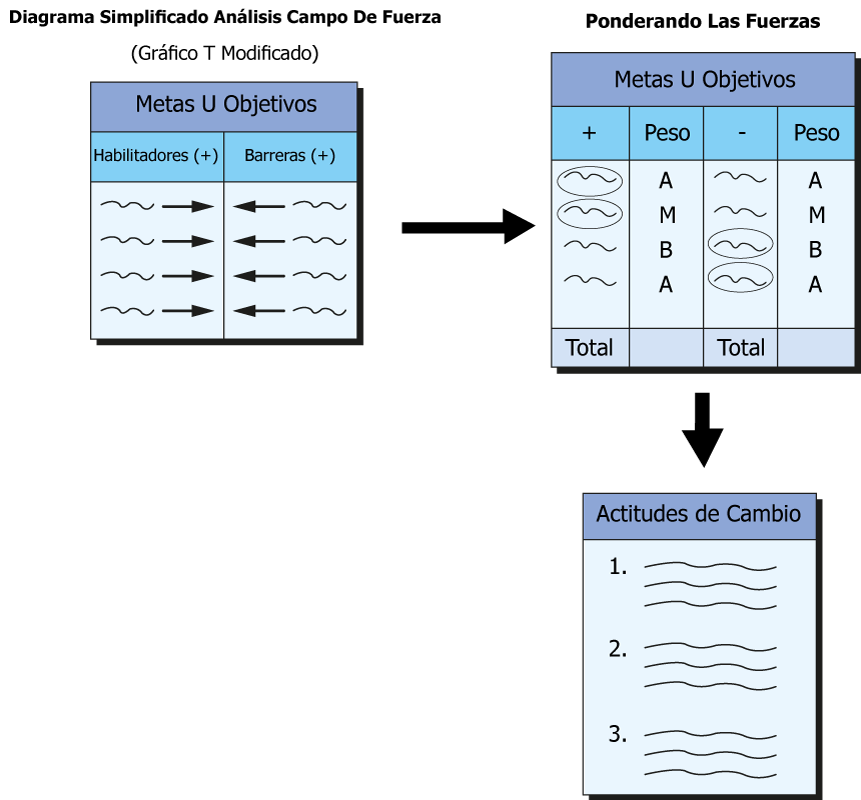 Diagrama Simplificado Análisis Campo De Fuerza
(Gráfico T Modificado)
Metas U Objetivos
Habilitadores (+) Barreras (+)
Ponderando Las Fuerzas
Metas U Objetivos
+ Peso - Peso
A A
M M
B B
A A
Total Total
Actitudes de Cambio
1.
2.
3.